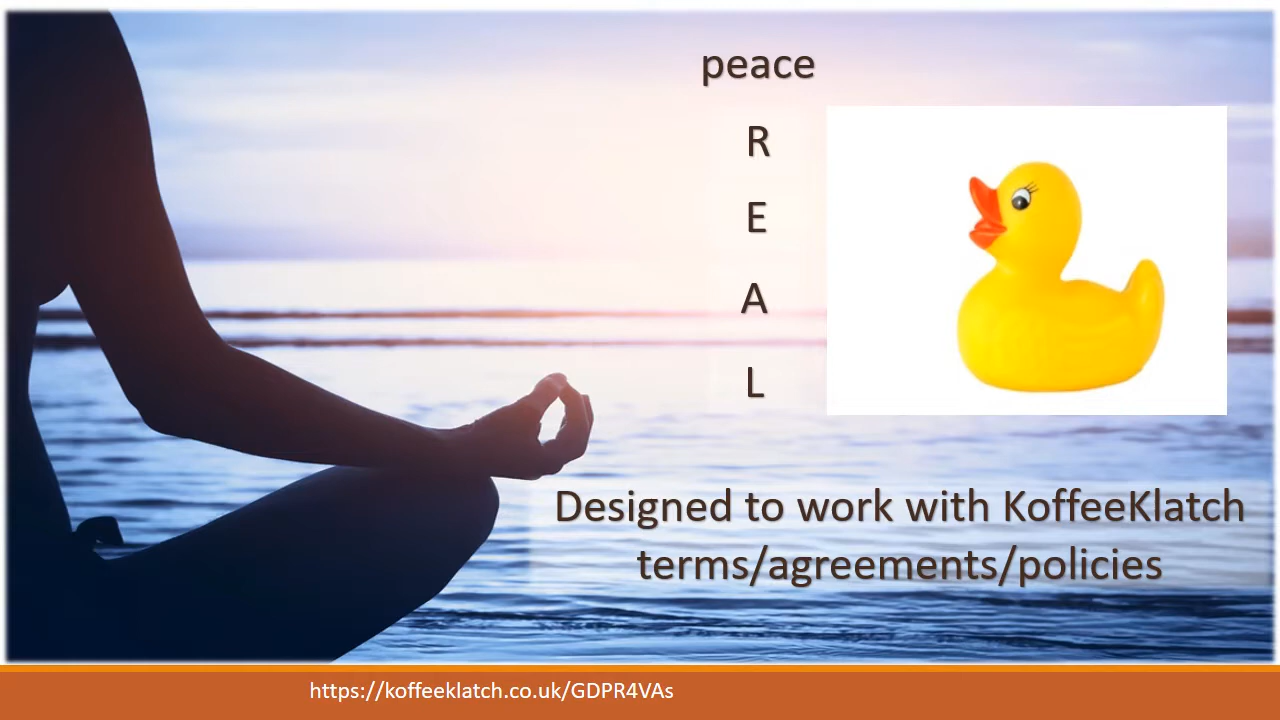 peace
R
E
A
L
Designed to work with KoffeeKlatch
terms/agreements/policies
https://koffeeklatch.co.uk/GDPR4VAs